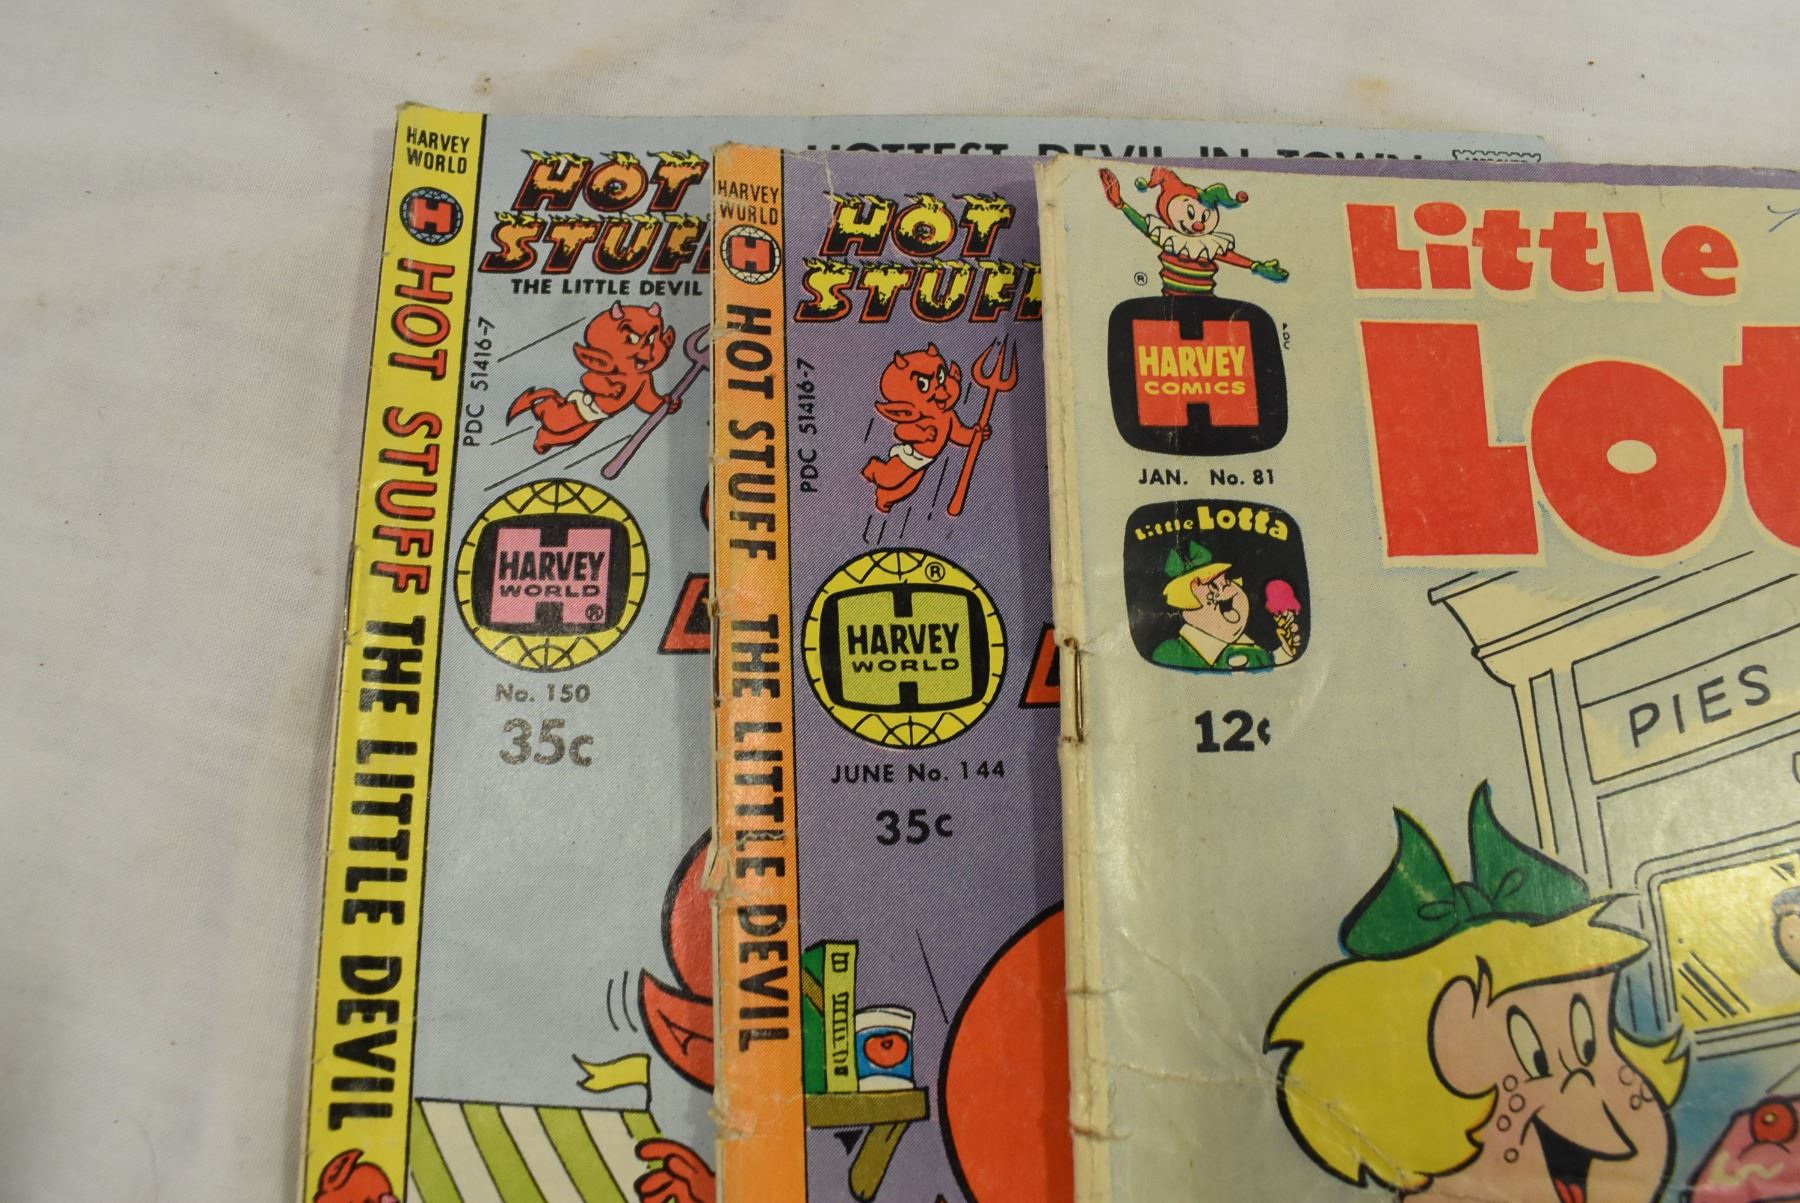 HARVEY
WORLD
H
HOT STUFF THE LITTLE DEVIL
HOTTEST DEVIL IN TOWN
HOT
STUFF
THE LITTLE DEVIL
PDC 51416-7
HARVEY
WORLD
®
No. 150
35c
HARVEY
WORLD
H
HOT STUFF THE LITTLE DEVIL
HOT
STUFF
PDC 51416-7
®
HARVEY
WORLD
JUNE No. 144
35c
Little
Lot
®
HARVEY
COMICS
PDC
JAN. No. 81
Little Lotta
12¢
PIES